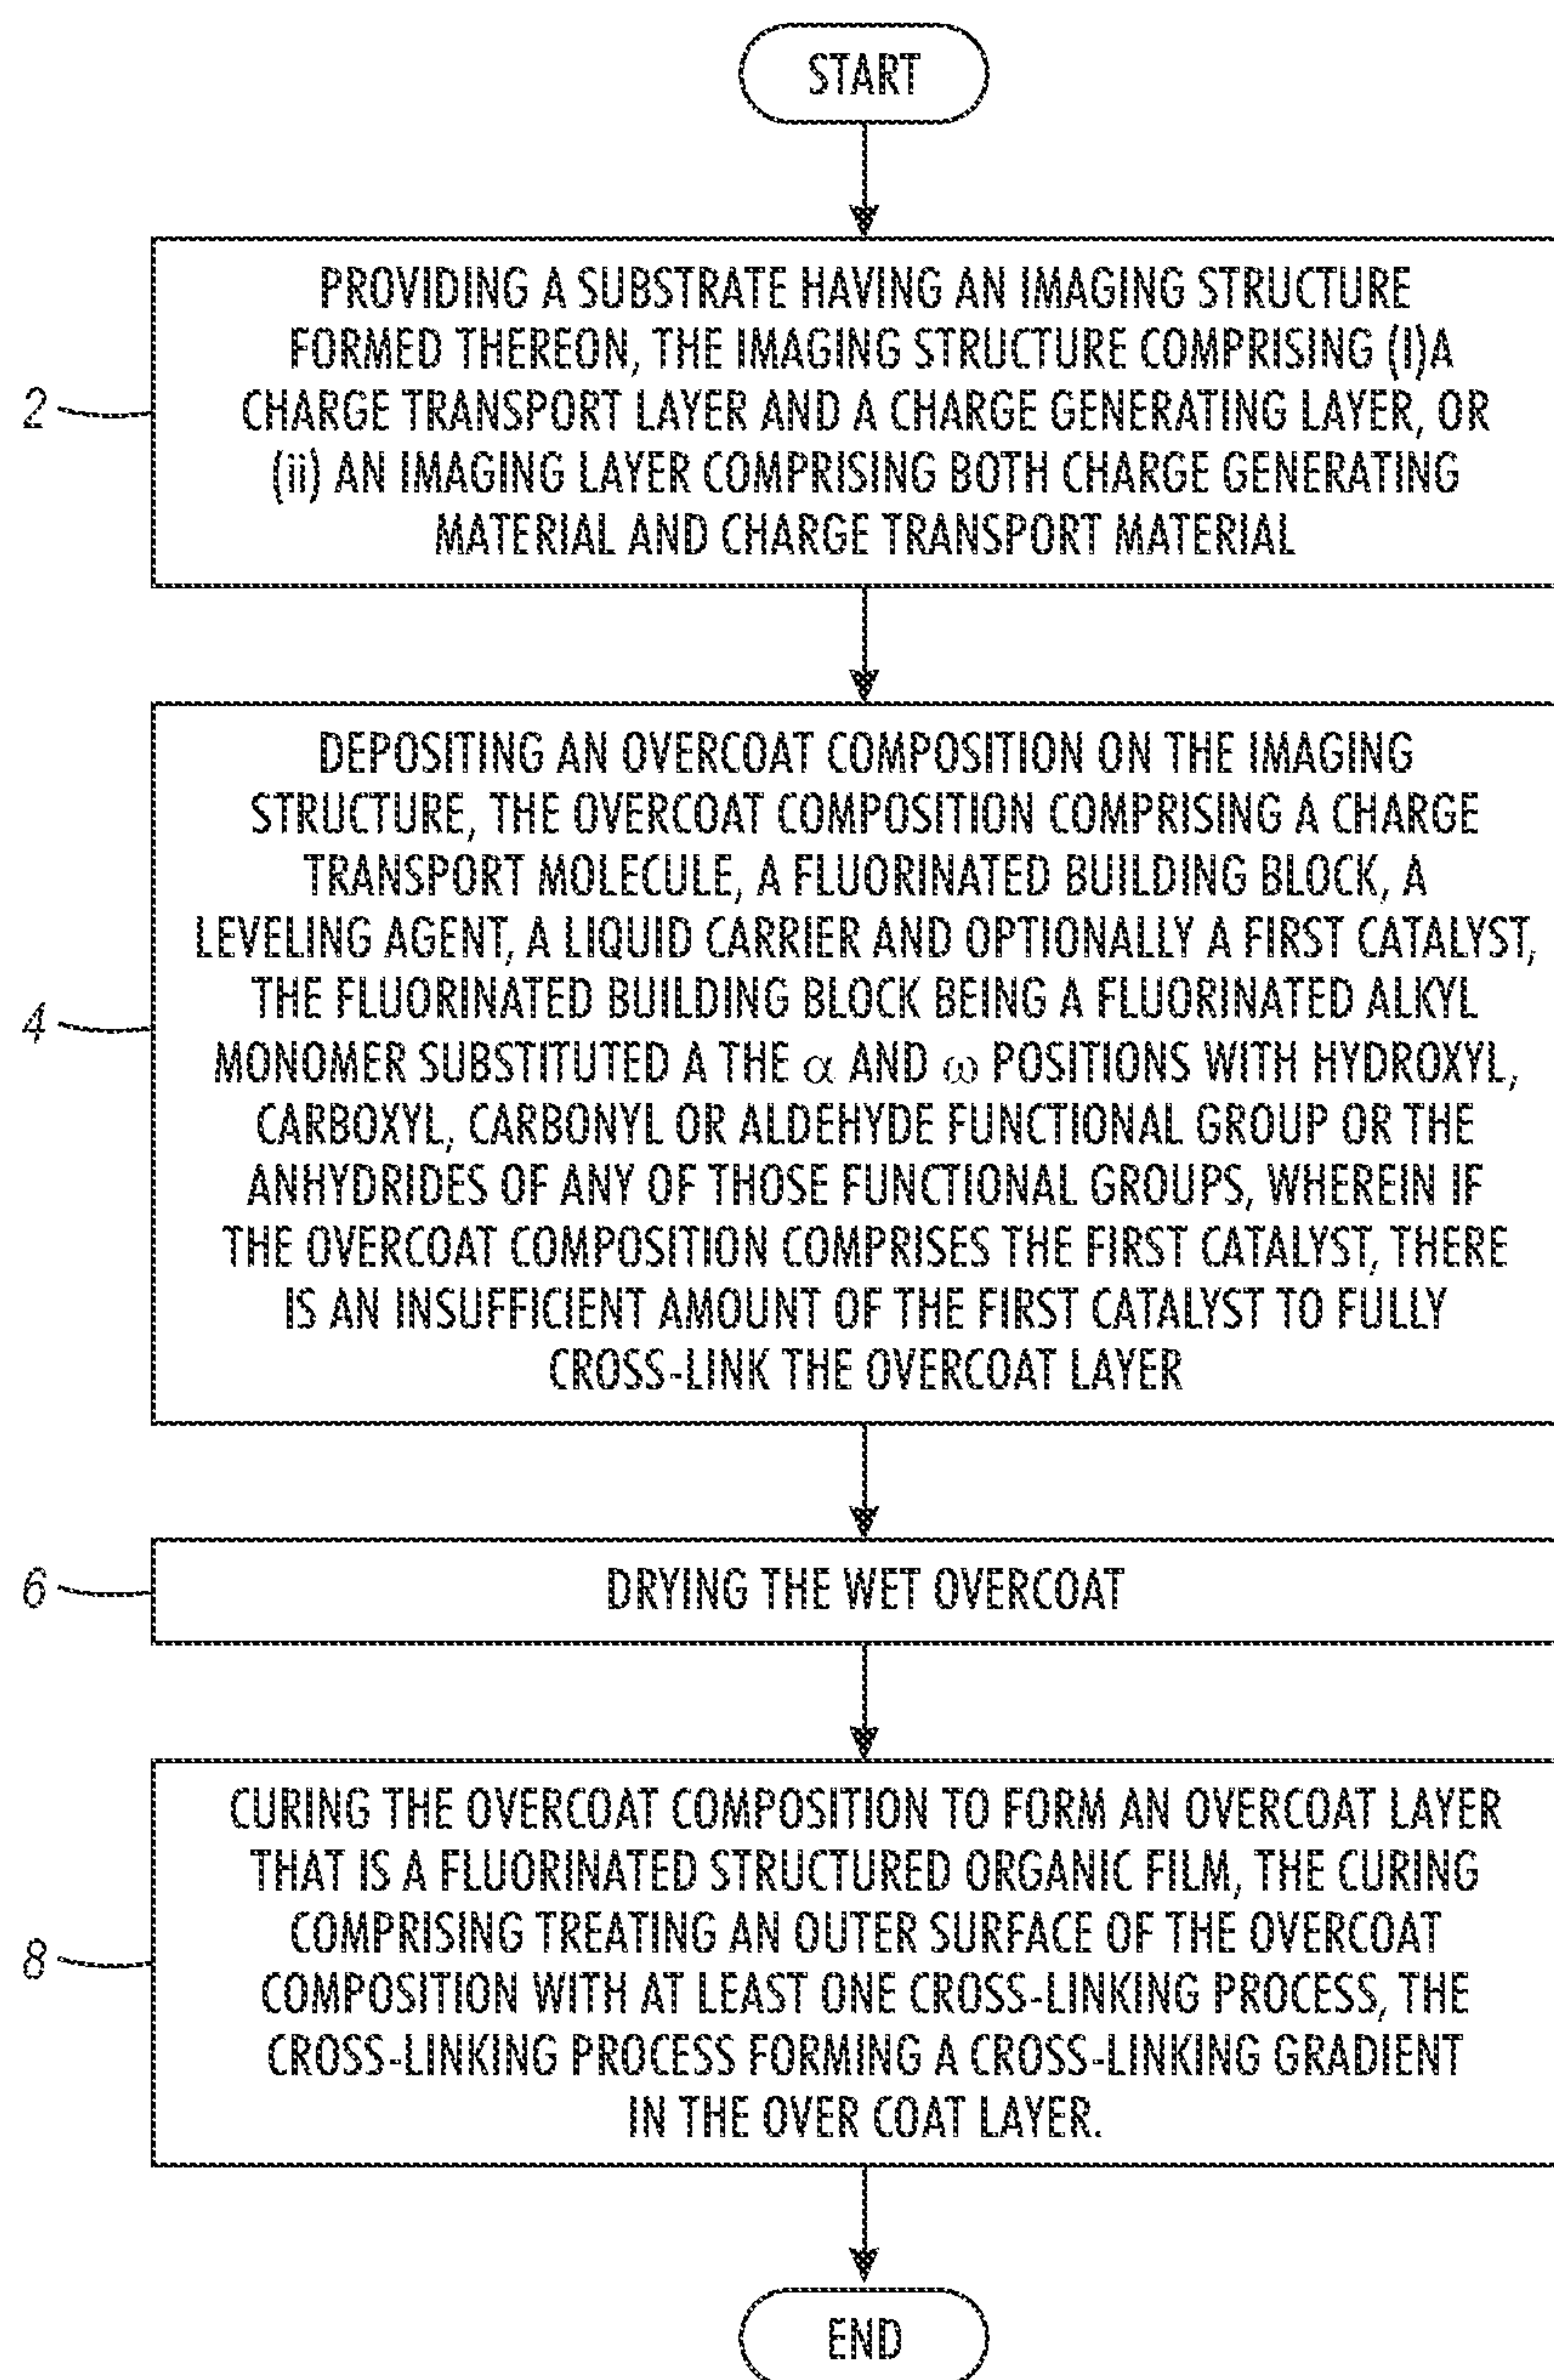 START
PROVIDING A SUBSTRATE HAVING AN IMAGING STRUCTURE
FORMED THEREON, THE IMAGING STRUCTURE COMPRISING (I)A
CHARGE TRANSPORT LAYER AND A CHARGE GENERATING LAYER, OR
(ii) AN IMAGING LAYER COMPRISING BOTH CHARGE GENERATING
MATERIAL AND CHARGE TRANSPORT MATERIAL
2
DEPOSITING AN OVERCOAT COMPOSITION ON THE IMAGING
STRUCTURE, THE OVERCOAT COMPOSITION COMPRISING A CHARGE
TRANSPORT MOLECULE, A FLUORINATED BUILDING BLOCK, A
LEVELING AGENT, A LIQUID CARRIER AND OPTIONALLY A FIRST CATALYST,
THE FLUORINATED BUILDING BLOCK BEING A FLUORINATED ALKYL
MONOMER SUBSTITUTED A THE α AND ω POSITIONS WITH HYDROXYL,
CARBOXYL, CARBONYL OR ALDEHYDE FUNCTIONAL GROUP OR THE
ANHYDRIDES OF ANY OF THOSE FUNCTIONAL GROUPS, WHEREIN IF
THE OVERCOAT COMPOSITION COMPRISES THE FIRST CATALYST, THERE
IS AN INSUFFICIENT AMOUNT OF THE FIRST CATALYST TO FULLY
CROSS-LINK THE OVERCOAT LAYER
4
DRYING THE WET OVERCOAT
6
CURING THE OVERCOAT COMPOSITION TO FORM AN OVERCOAT LAYER
THAT IS A FLUORINATED STRUCTURED ORGANIC FILM, THE CURING
COMPRISING TREATING AN OUTER SURFACE OF THE OVERCOAT
COMPOSITION WITH AT LEAST ONE CROSS-LINKING PROCESS, THE
CROSS-LINKING PROCESS FORMING A CROSS-LINKING GRADIENT
IN THE OVER COAT LAYER.
8
END